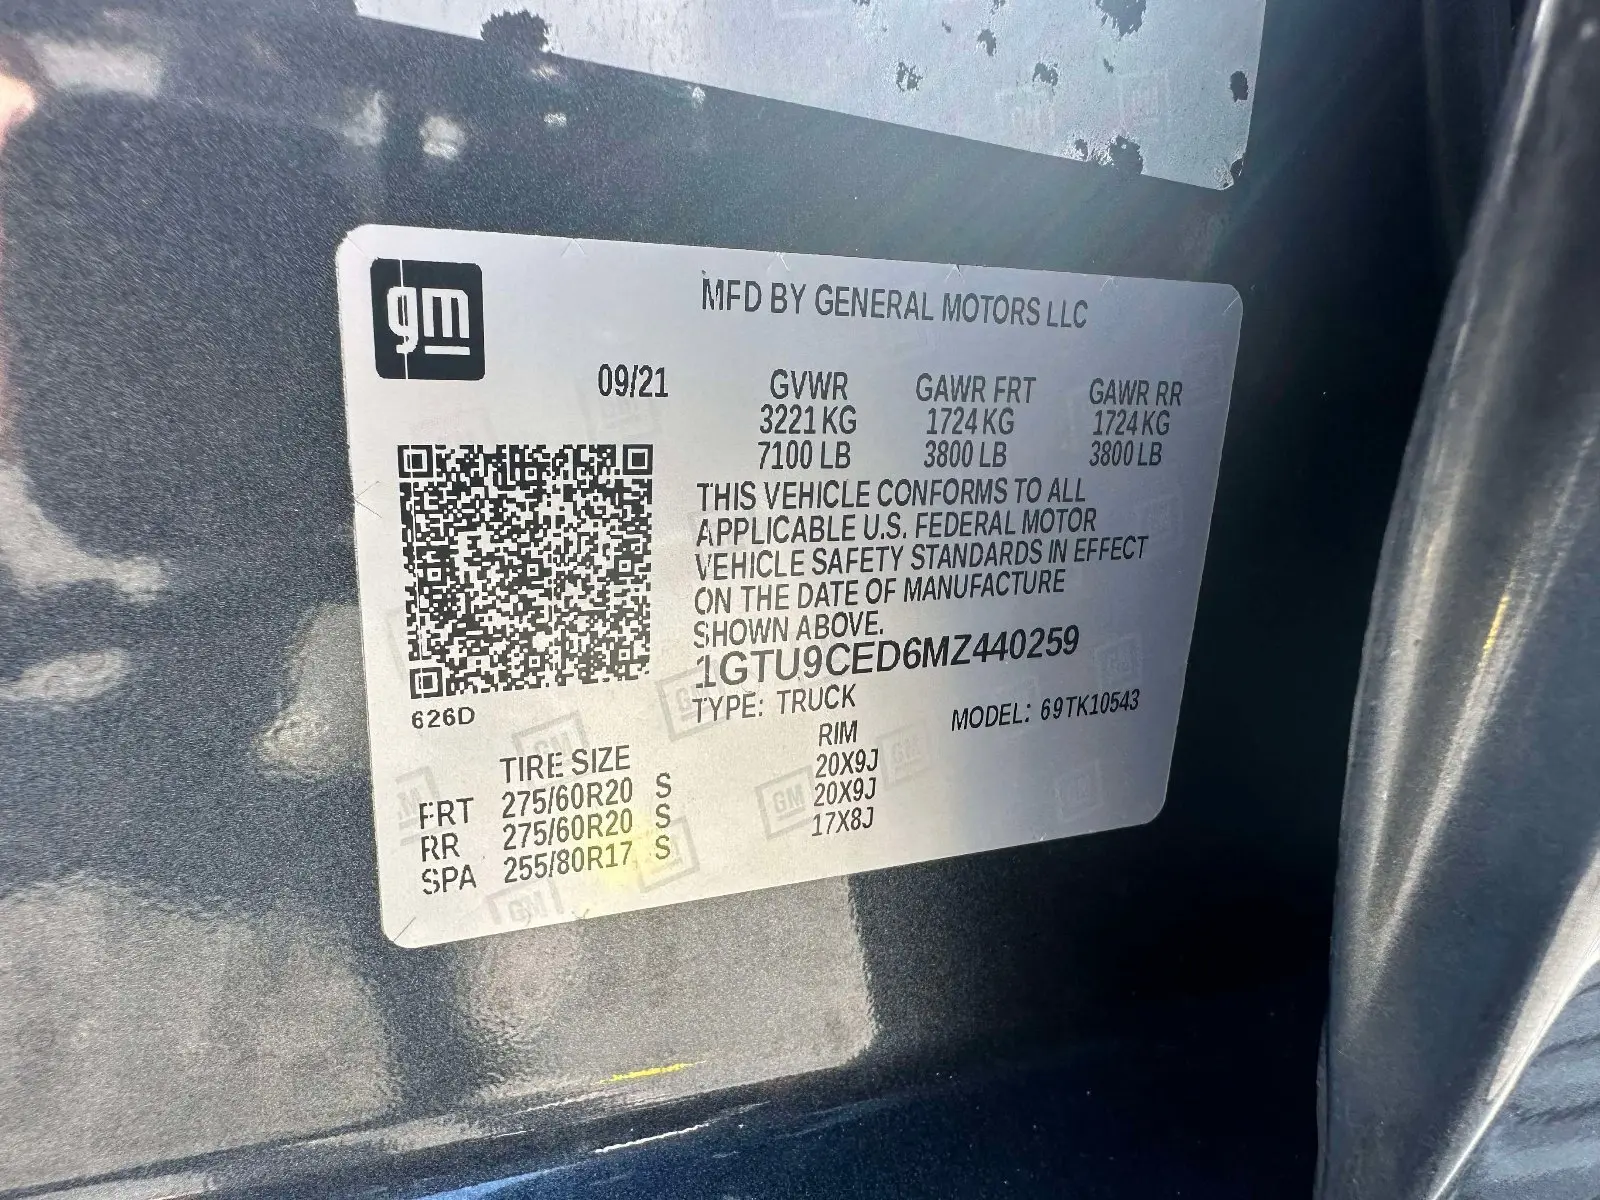 gm
MFD BY GENERAL MOTORS LLC
09/21
GVWR GAWR FRT GAWR RR
3221 KG 1724 KG 1724 KG
7100 LB 3800 LB 3800 LB
THIS VEHICLE CONFORMS TO ALL
APPLICABLE U.S. FEDERAL MOTOR
VEHICLE SAFETY STANDARDS IN EFFECT
ON THE DATE OF MANUFACTURE
SHOWN ABOVE.
1GTU9CED6MZ440259
TYPE: TRUCK MODEL: 69TK10543
626D
TIRE SIZE RIM
FRT 275/60R20 S 20X9J
RR 275/60R20 S 20X9J
SPA 255/80R17 S 17X8J